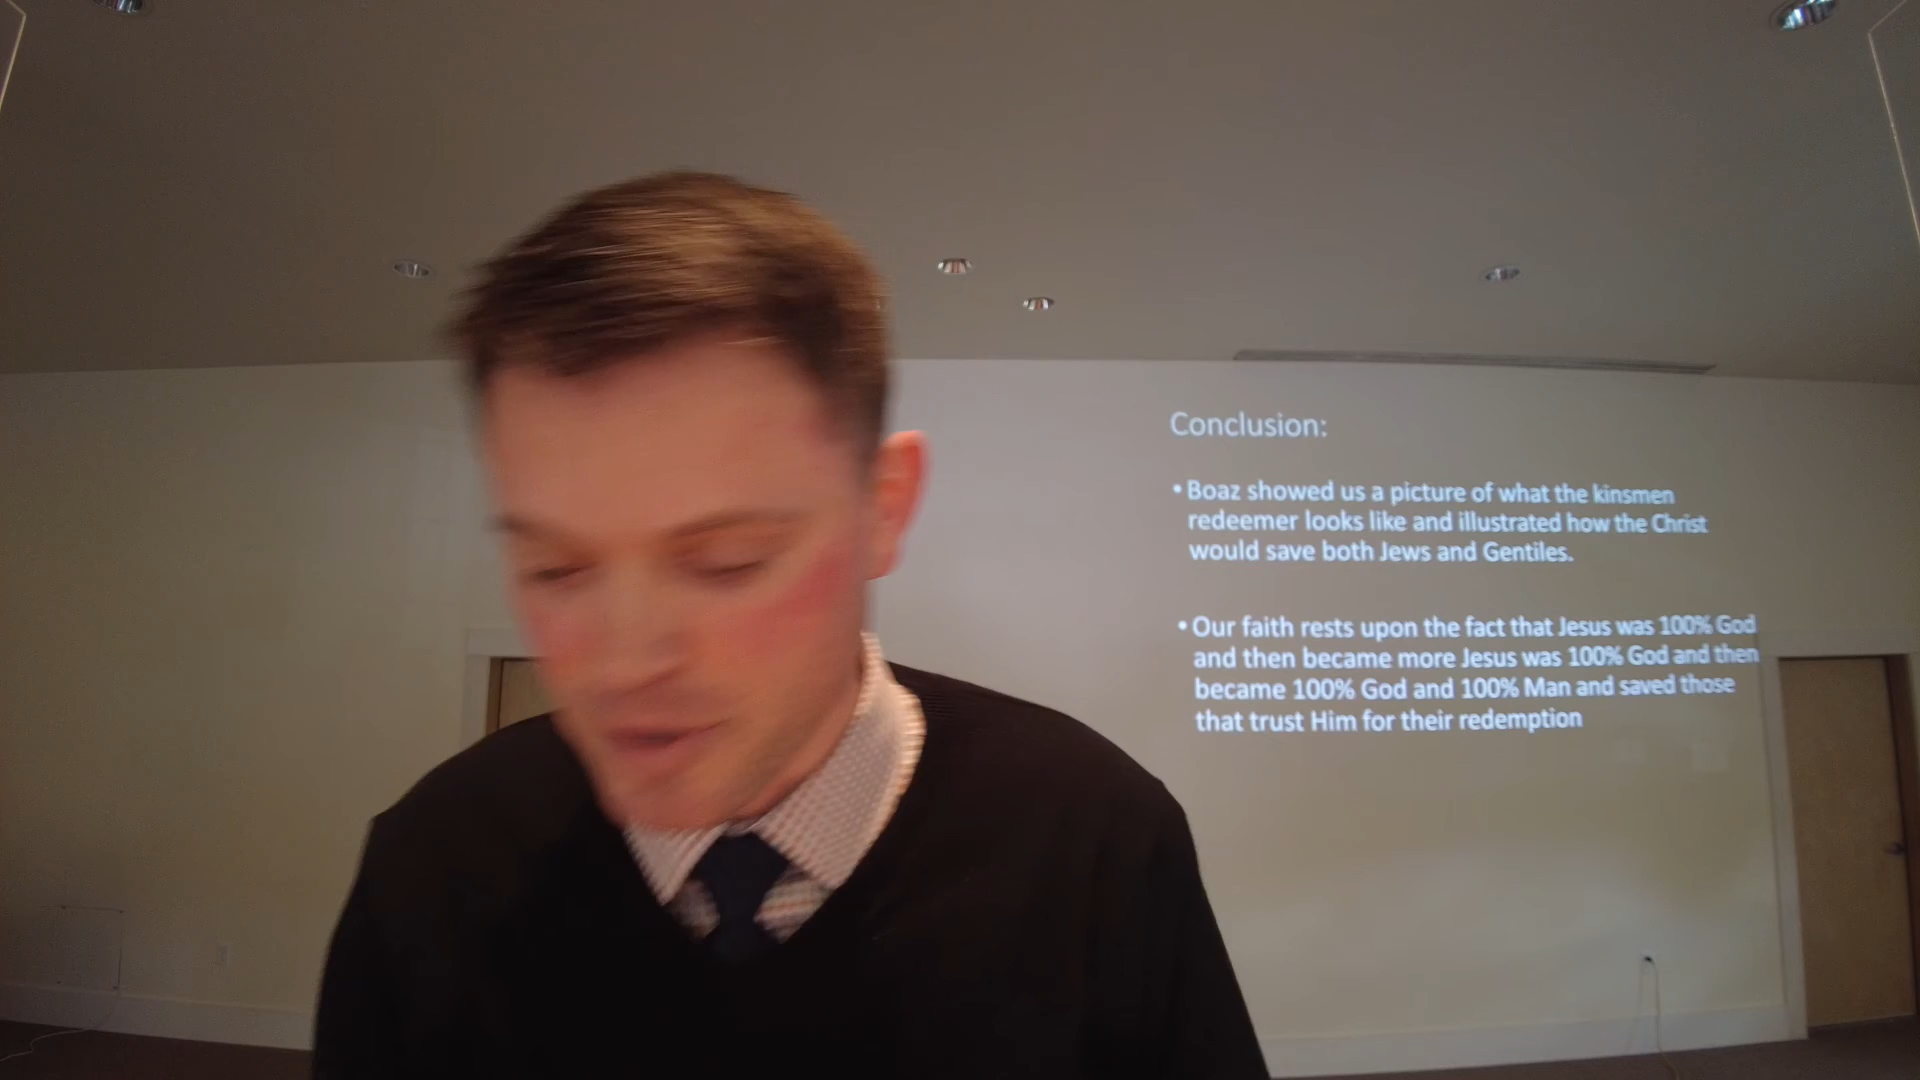 Conclusion:
• Boaz showed us a picture of what the kinsmen
redeemer looks like and illustrated how the Christ
would save both Jews and Gentiles.
• Our faith rests upon the fact that Jesus was 100% God
and then became more Jesus was 100% God and then
became 100% God and 100% Man and saved those
that trust Him for their redemption